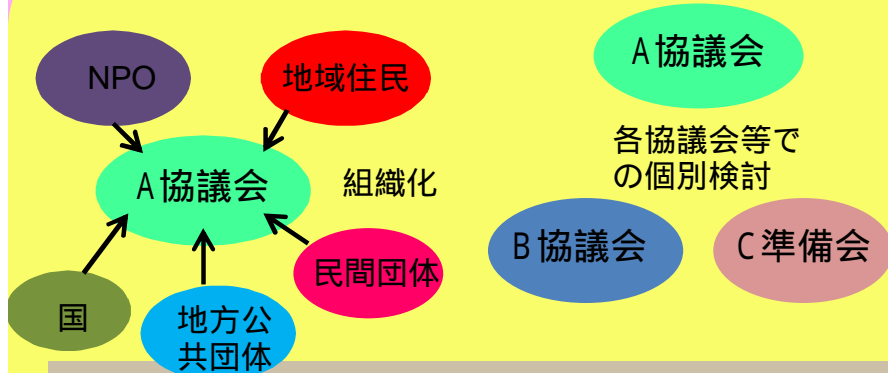 NPO
地域住民
A協議会
組織化
国
地方公
共団体
民間団体
A協議会
各協議会等で
の個別検討
B協議会
C準備会